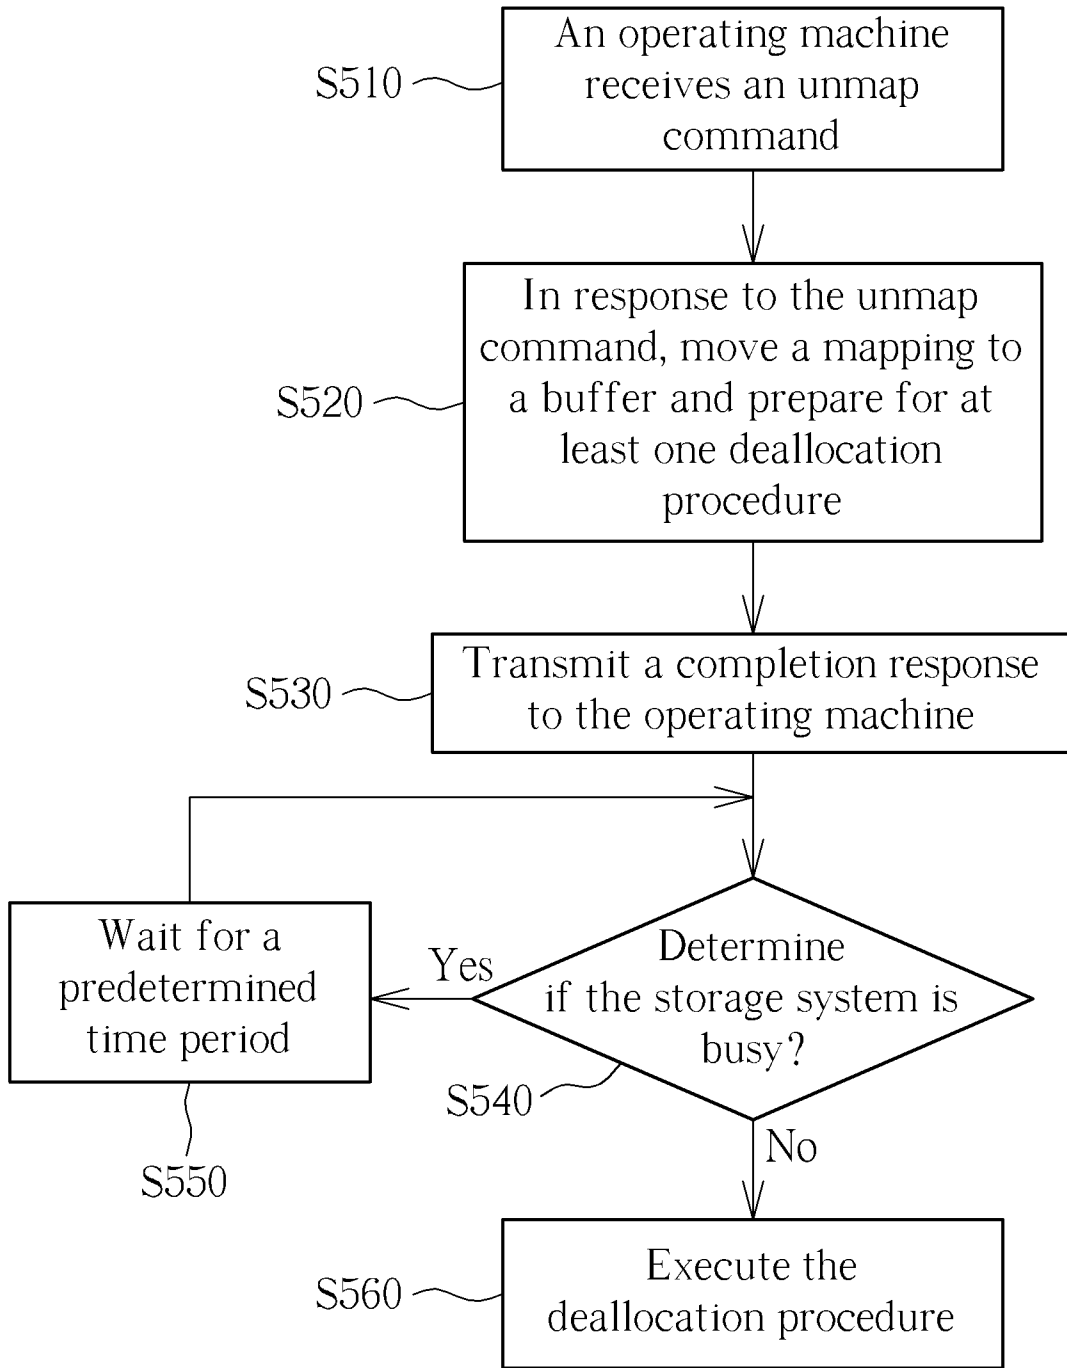 An operating machine
receives an unmap
command
S510
In response to the unmap
command, move a mapping to
a buffer and prepare for at
least one deallocation
procedure
S520
Transmit a completion response
to the operating machine
S530
Determine
if the storage system is
busy?
S540
Yes
Wait for a
predetermined
time period
S550
No
Execute the
deallocation procedure
S560